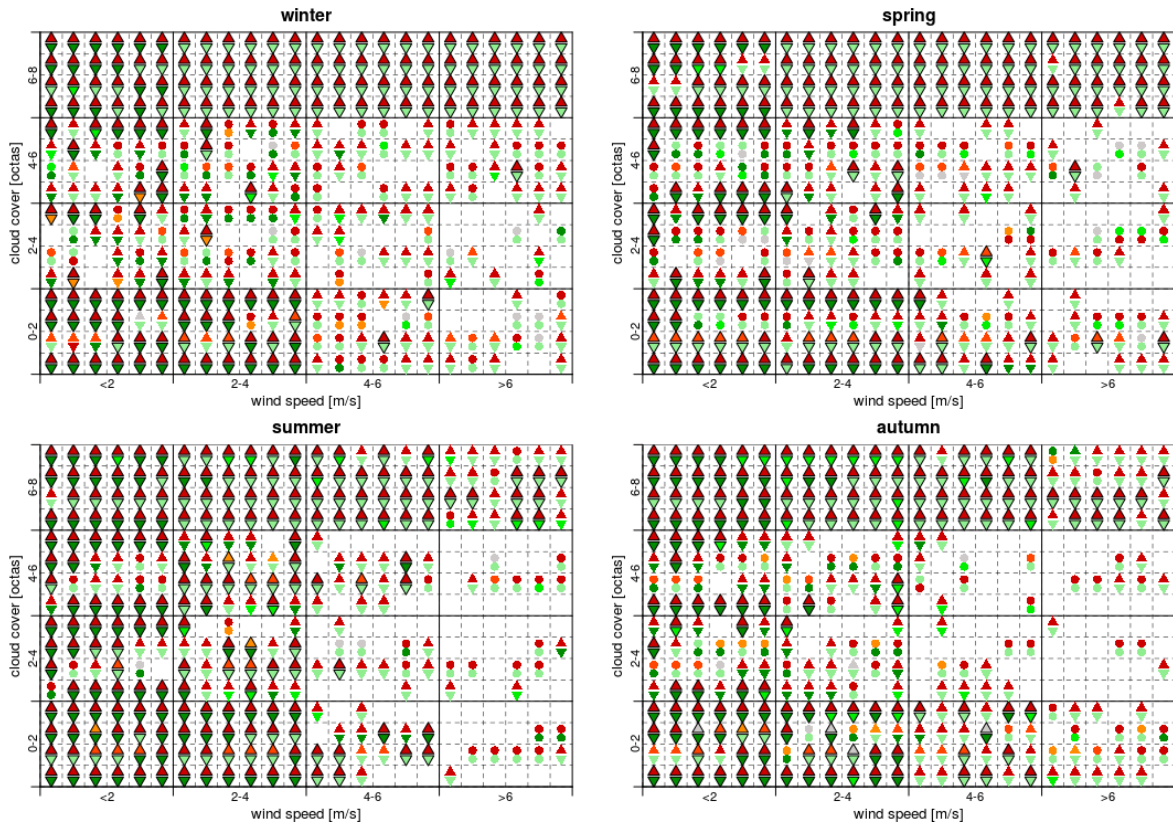 winter
spring
cloud cover [octas]
6-8
4-6
2-4
0-2
<2
2-4
4-6
>6
wind speed [m/s]
cloud cover [octas]
6-8
4-6
2-4
0-2
<2
2-4
4-6
>6
wind speed [m/s]
summer
autumn
cloud cover [octas]
6-8
4-6
2-4
0-2
<2
2-4
4-6
>6
wind speed [m/s]
cloud cover [octas]
6-8
4-6
2-4
0-2
<2
2-4
4-6
>6
wind speed [m/s]